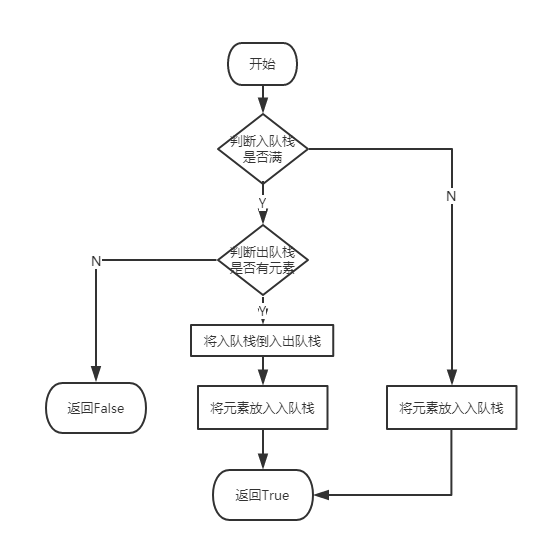 开始
判断入队栈
是否满
N
Y
判断出队栈
是否有元素
N
Y
将入队栈倒入出队栈
返回False
将元素放入入队栈
将元素放入入队栈
返回True